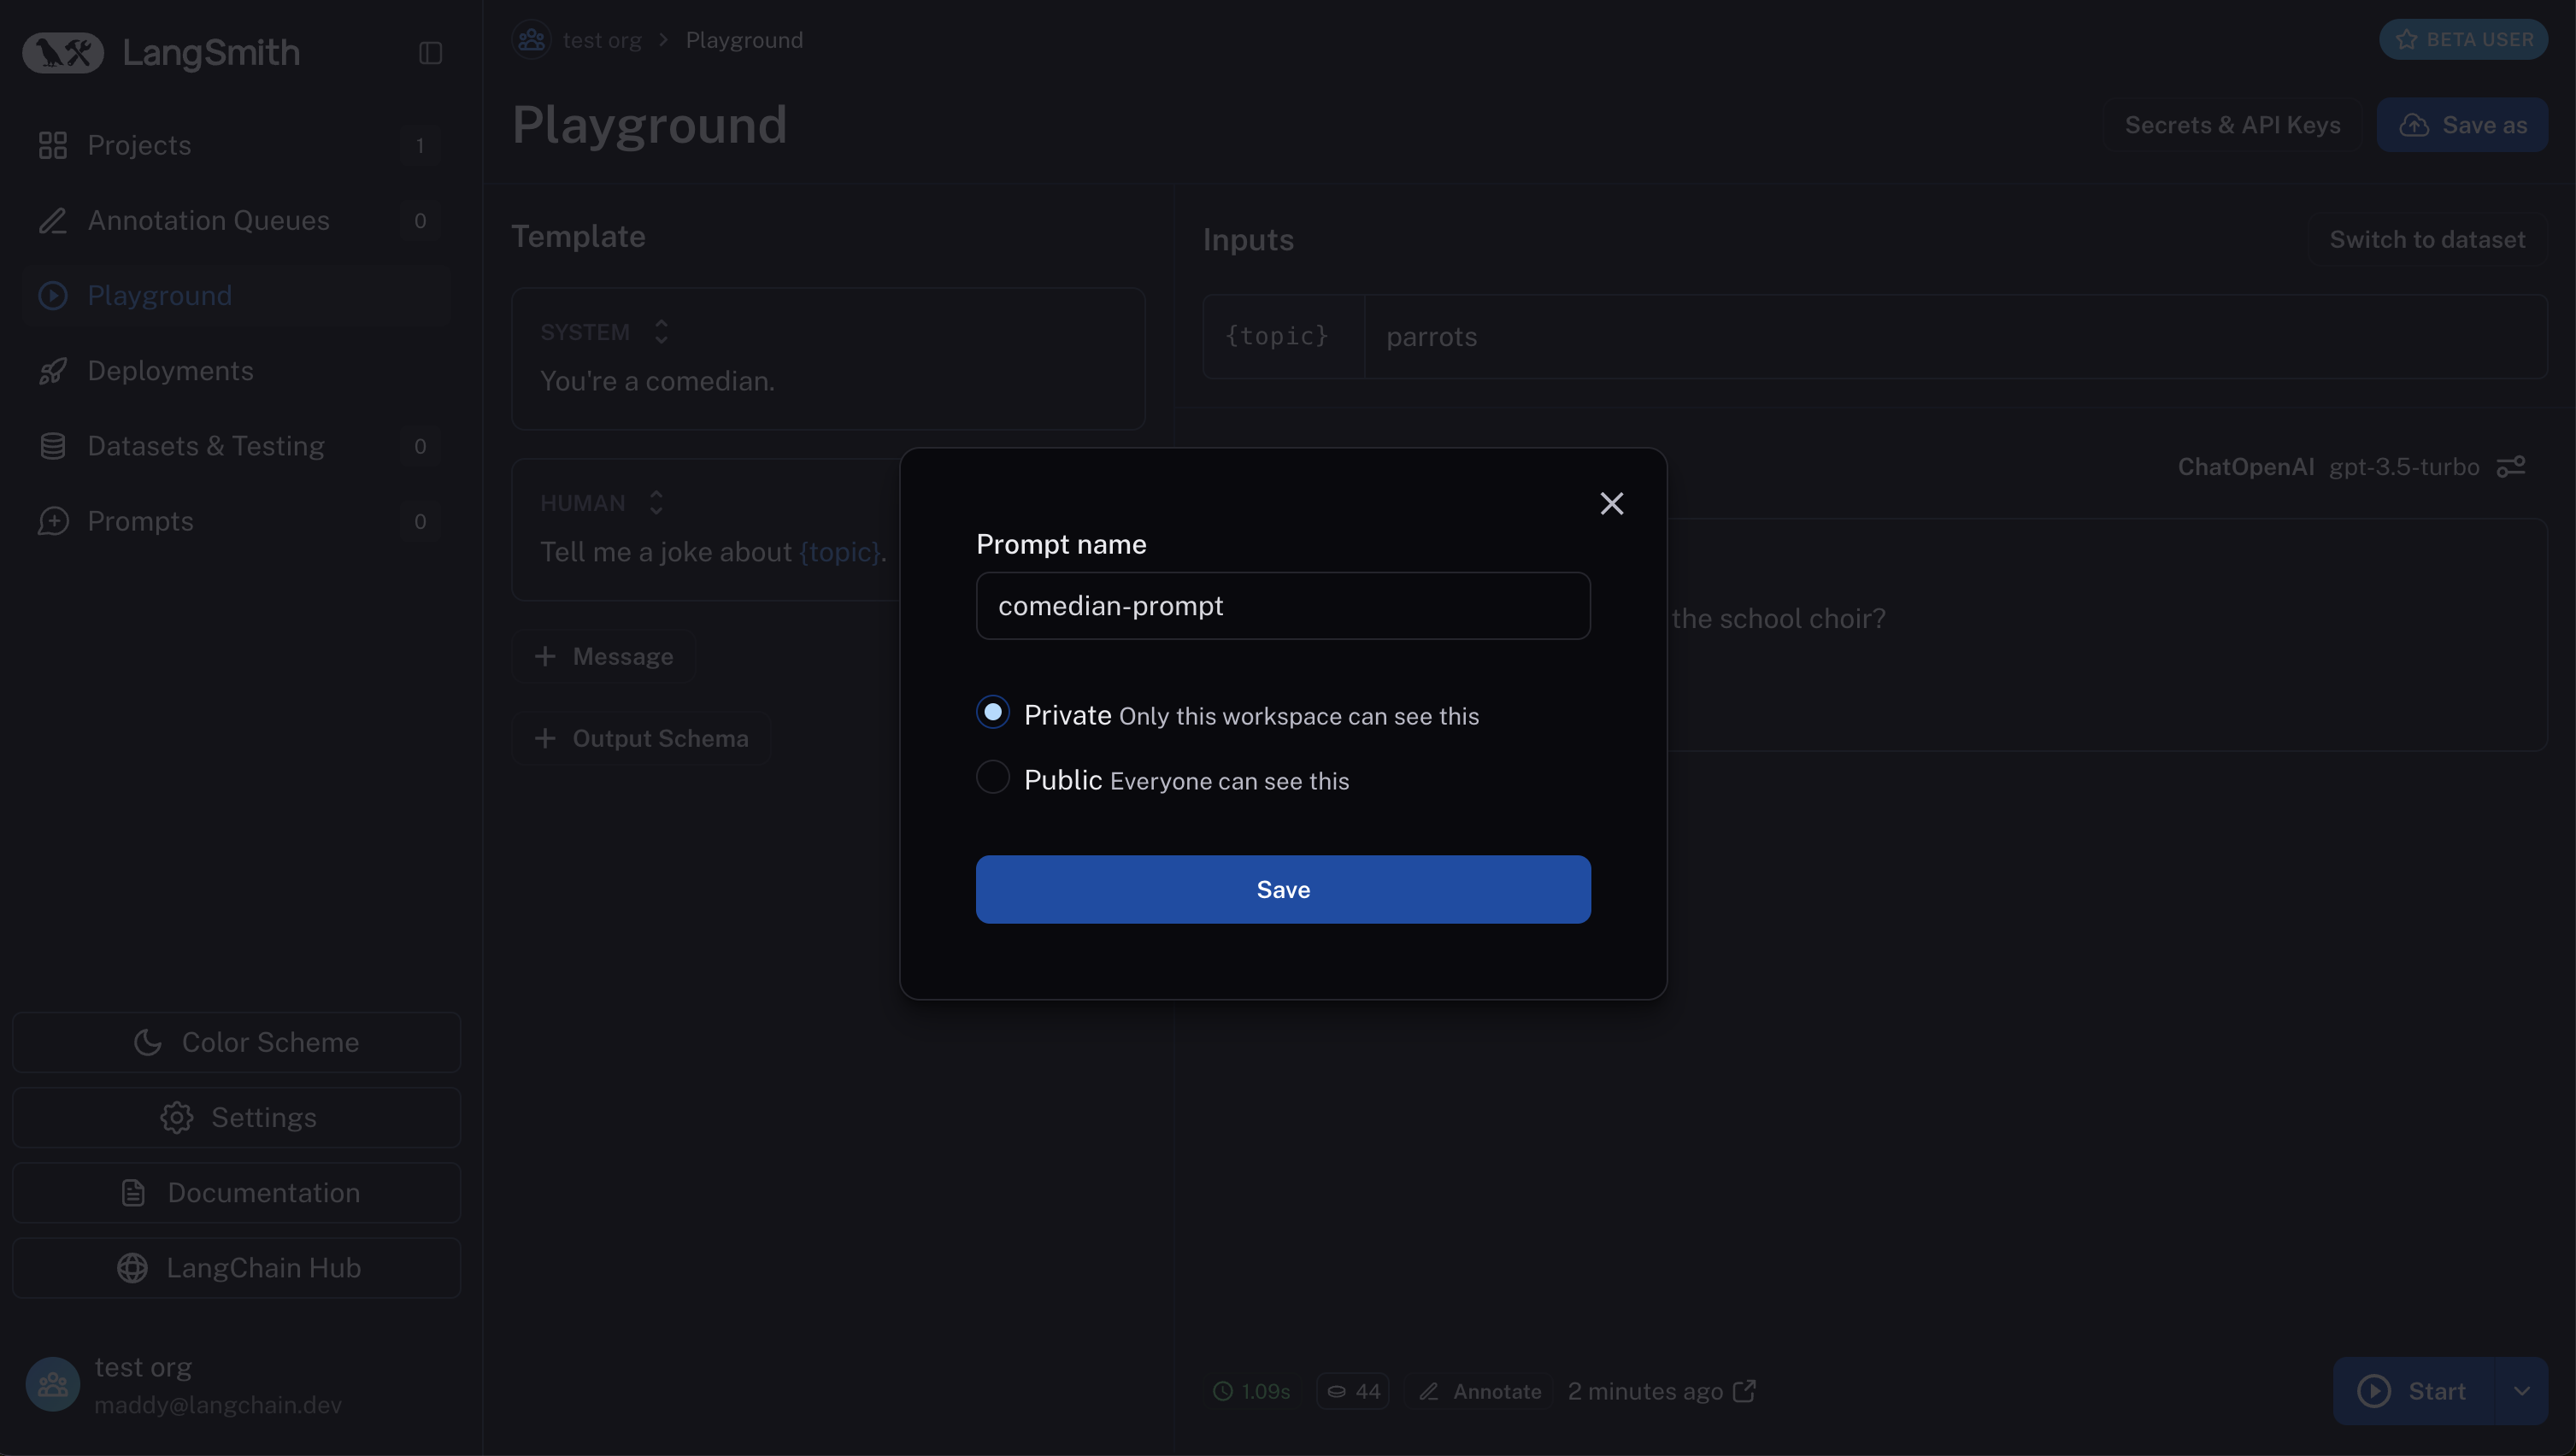 LangSmith
Projects 1
Annotation Queues 0
Playground
Deployments
Datasets & Testing 0
Prompts 0
Color Scheme
Settings
Documentation
LangChain Hub
test org
maddy@langchain.dev
test org > Playground
BETA USER
Playground
Secrets & API Keys
Save as
Template
SYSTEM
You're a comedian.
HUMAN
Tell me a joke about {topic}.
+ Message
+ Output Schema
Inputs
Switch to dataset
{topic} parrots
ChatOpenAI gpt-3.5-turbo
the school choir?
Prompt name
comedian-prompt
Private Only this workspace can see this
Public Everyone can see this
Save
1.09s 44 Annotate 2 minutes ago
Start